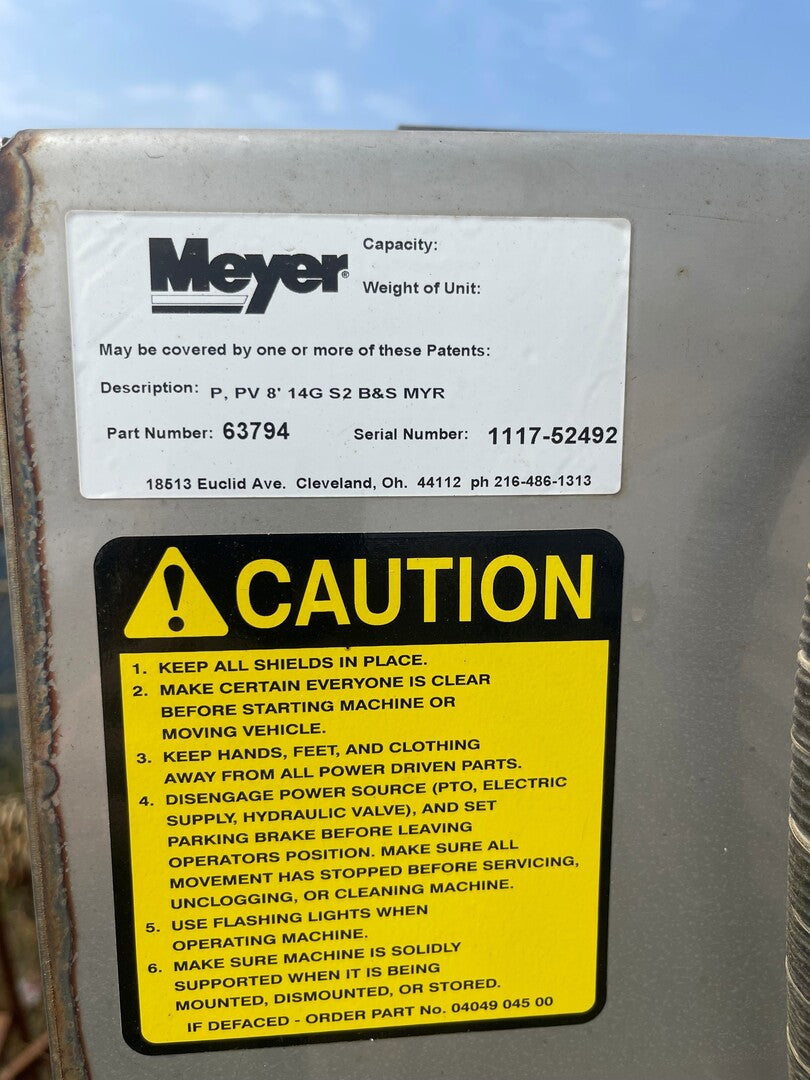 Meyer®
Capacity:
Weight of Unit:
May be covered by one or more of these Patents:
Description: P, PV 8' 14G S2 B&S MYR
Part Number: 63794 Serial Number: 1117-52492
18513 Euclid Ave. Cleveland, Oh. 44112 ph 216-486-1313
! CAUTION
1. KEEP ALL SHIELDS IN PLACE.
2. MAKE CERTAIN EVERYONE IS CLEAR
BEFORE STARTING MACHINE OR
MOVING VEHICLE.
3. KEEP HANDS, FEET, AND CLOTHING
AWAY FROM ALL POWER DRIVEN PARTS.
4. DISENGAGE POWER SOURCE (PTO, ELECTRIC
SUPPLY, HYDRAULIC VALVE), AND SET
PARKING BRAKE BEFORE LEAVING
OPERATORS POSITION. MAKE SURE ALL
MOVEMENT HAS STOPPED BEFORE SERVICING,
UNCLOGGING, OR CLEANING MACHINE.
5. USE FLASHING LIGHTS WHEN
OPERATING MACHINE.
6. MAKE SURE MACHINE IS SOLIDLY
SUPPORTED WHEN IT IS BEING
MOUNTED, DISMOUNTED, OR STORED.
IF DEFACED - ORDER PART No. 04049 045 00